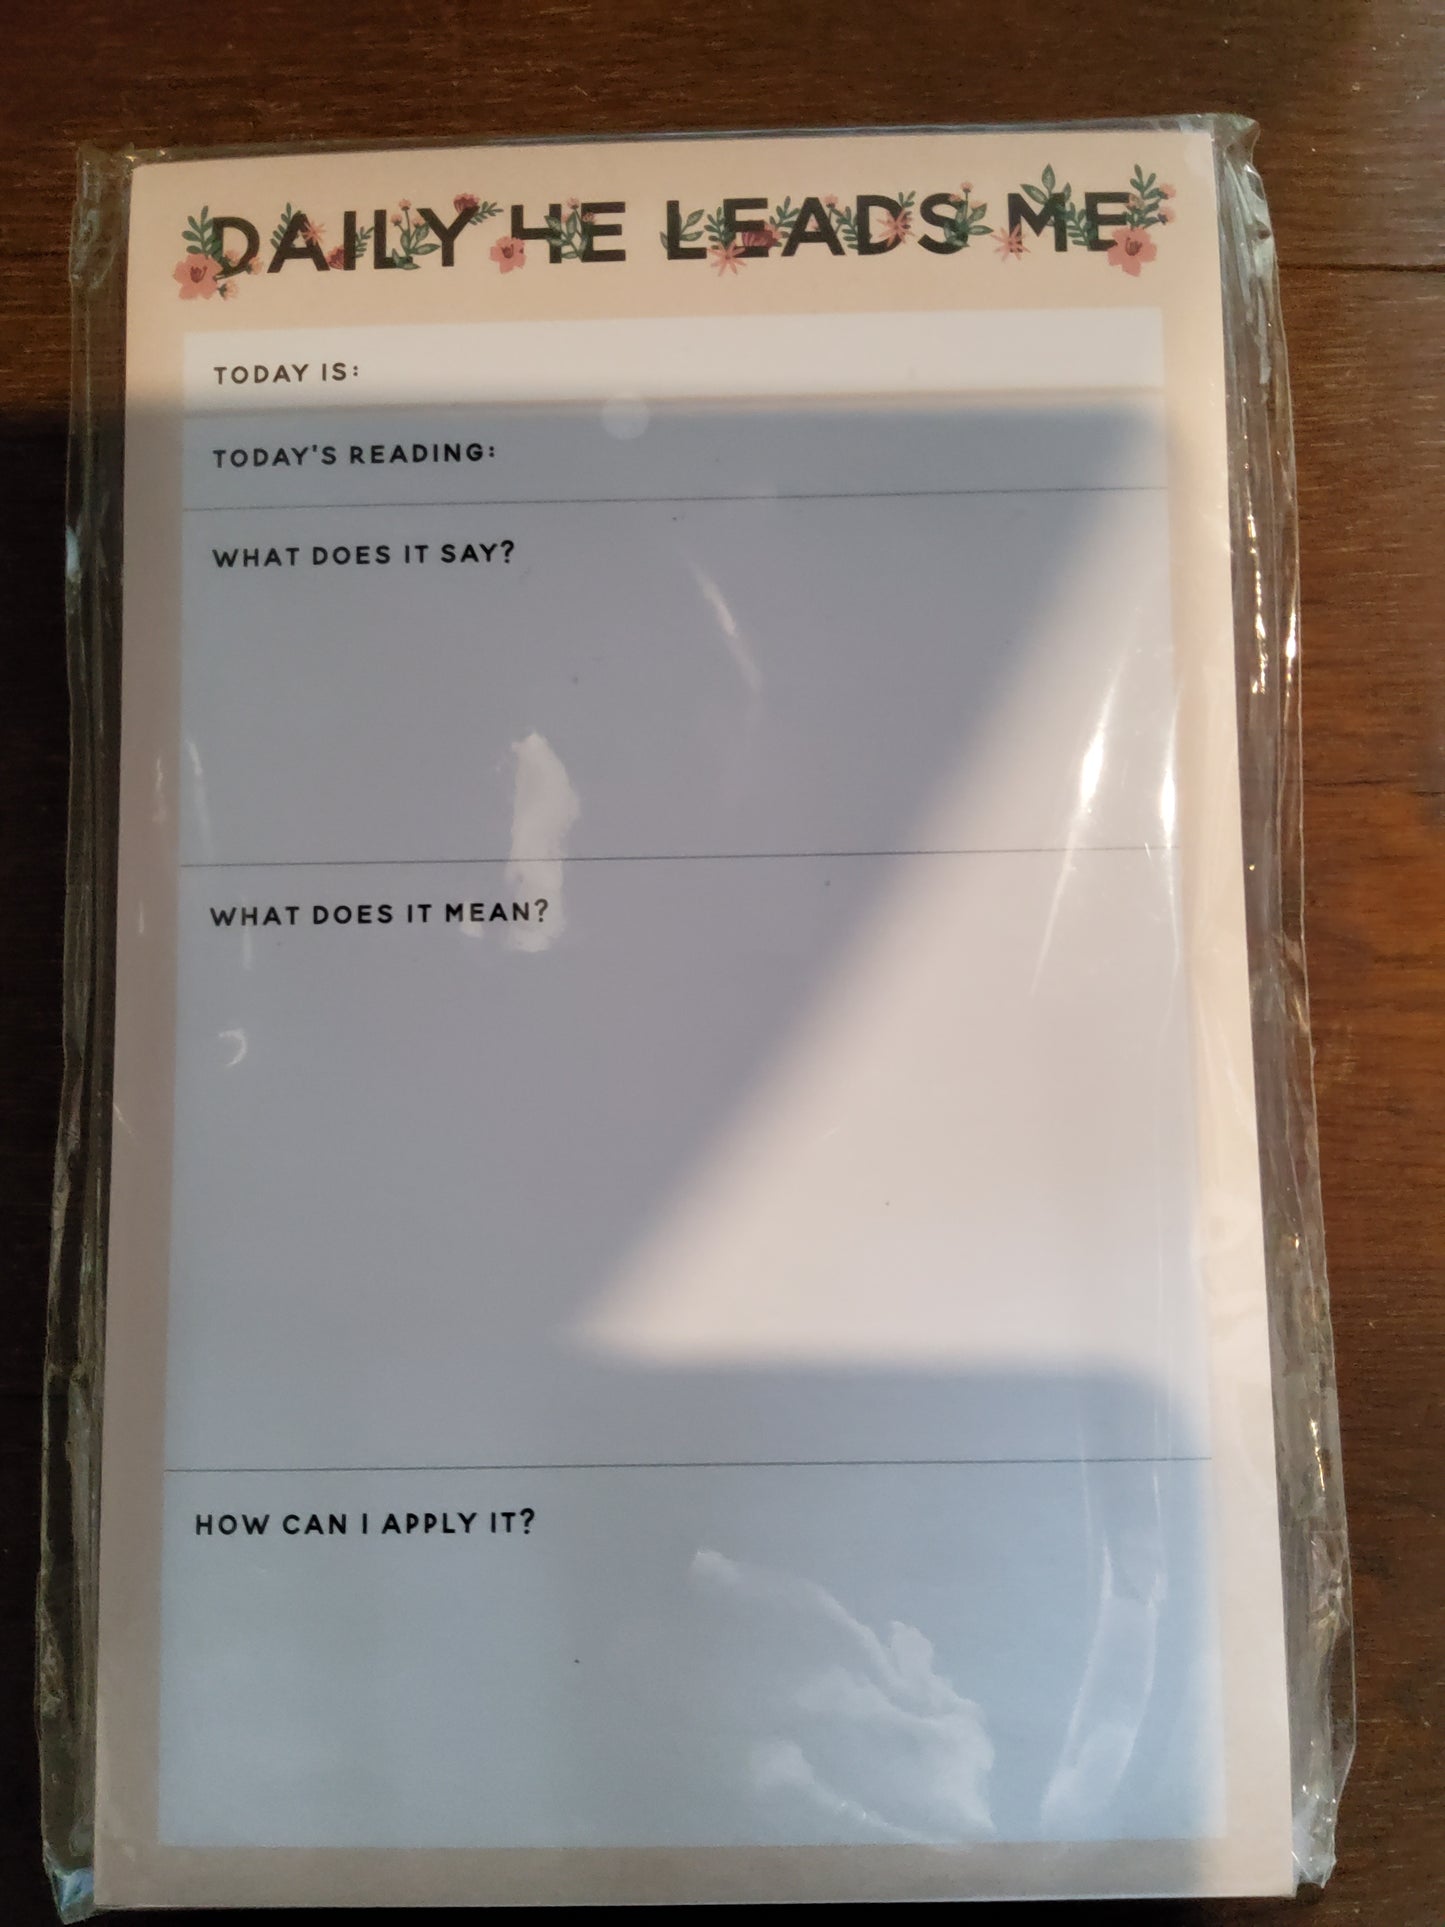 DAILY HE LEADS ME
TODAY IS:
TODAY'S READING:
WHAT DOES IT SAY?
WHAT DOES IT MEAN?
HOW CAN I APPLY IT?